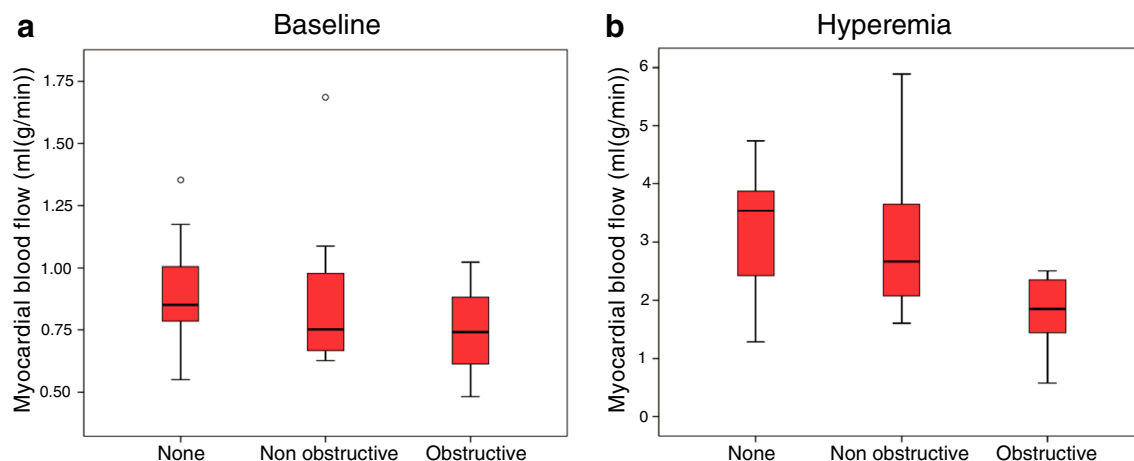 a
Baseline
Myocardial blood flow (ml(g/min))
1.75
1.50
1.25
1.00
0.75
0.50
None
Non obstructive
Obstructive
b
Hyperemia
Myocardial blood flow (ml(g/min))
6
5
4
3
2
1
0
None
Non obstructive
Obstructive